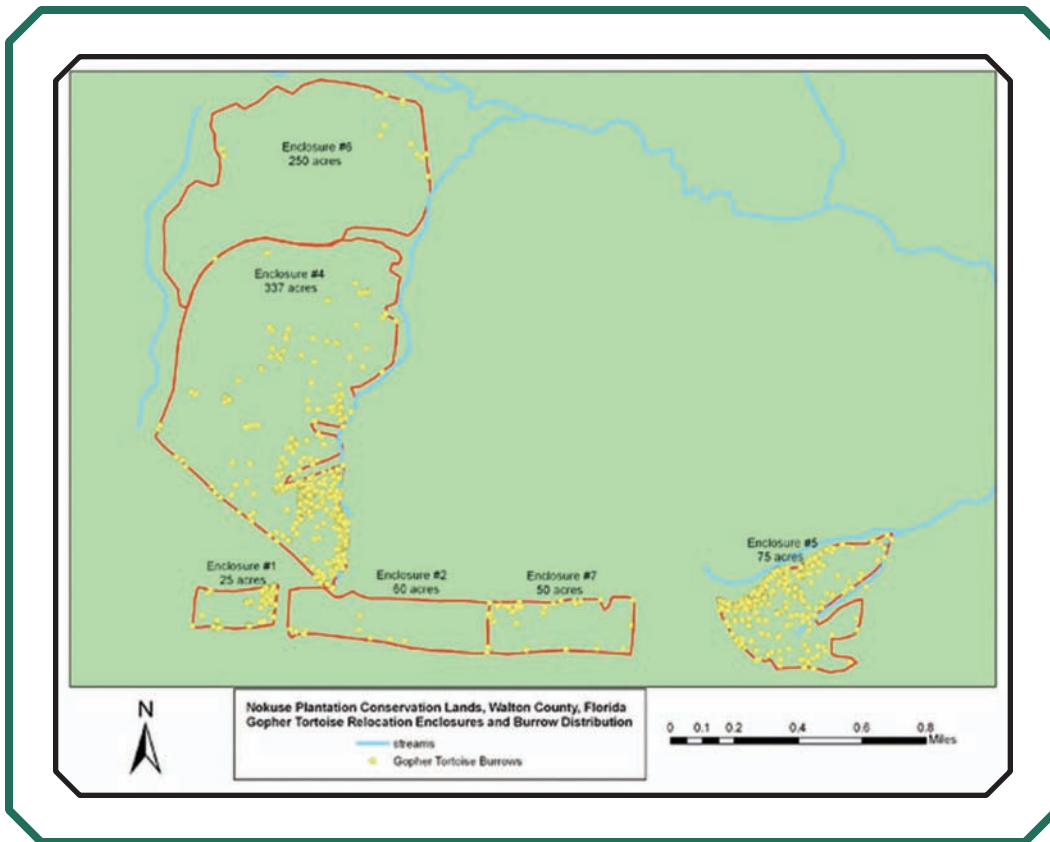 Enclosure #6
250 acres
Enclosure #4
337 acres
Enclosure #5
75 acres
Enclosure #1
25 acres
Enclosure #2
60 acres
Enclosure #7
50 acres
N
Nokuse Plantation Conservation Lands, Walton County, Florida
Gopher Tortoise Relocation Enclosures and Burrow Distribution
streams
Gopher Tortoise Burrows
0 0.1 0.2 0.4 0.6 0.8
Miles